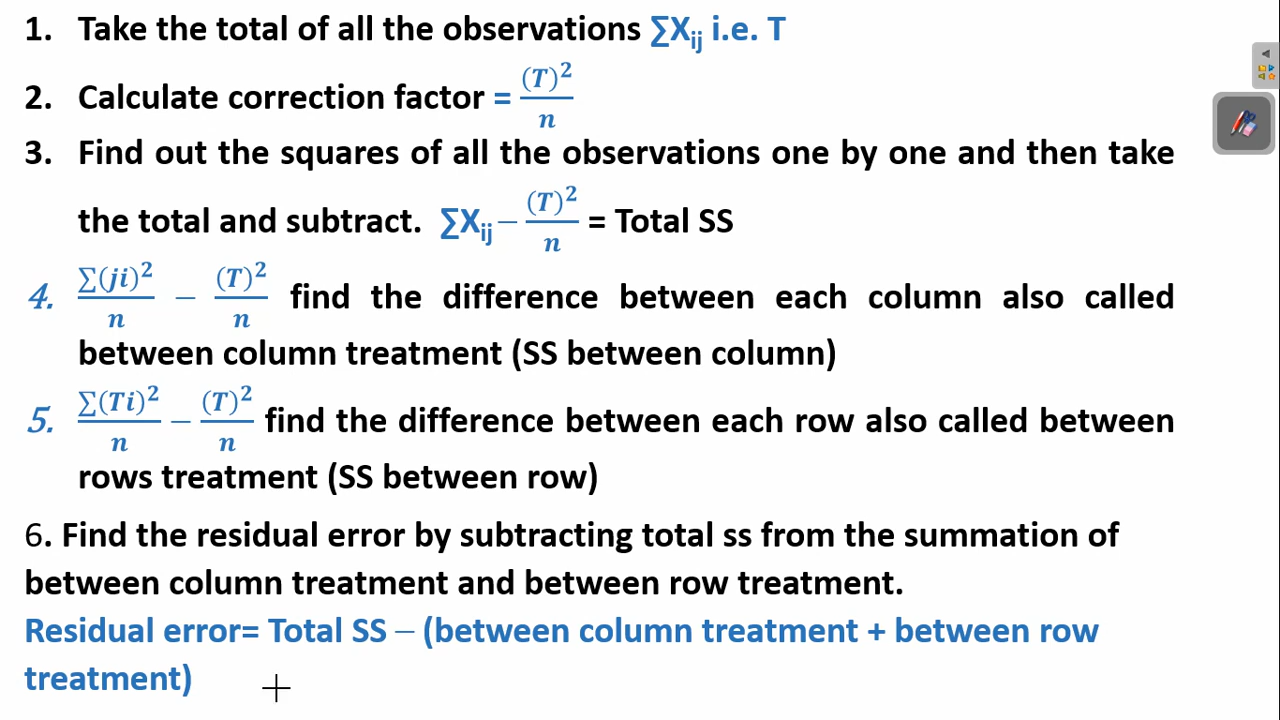 1. Take the total of all the observations ∑Xij i.e. T
2. Calculate correction factor = (T)²/n
3. Find out the squares of all the observations one by one and then take
the total and subtract. ∑Xij – (T)²/n = Total SS
4. ∑(ji)²/n – (T)²/n find the difference between each column also called
between column treatment (SS between column)
5. ∑(Ti)²/n – (T)²/n find the difference between each row also called between
rows treatment (SS between row)
6. Find the residual error by subtracting total ss from the summation of
between column treatment and between row treatment.
Residual error= Total SS – (between column treatment + between row
treatment)